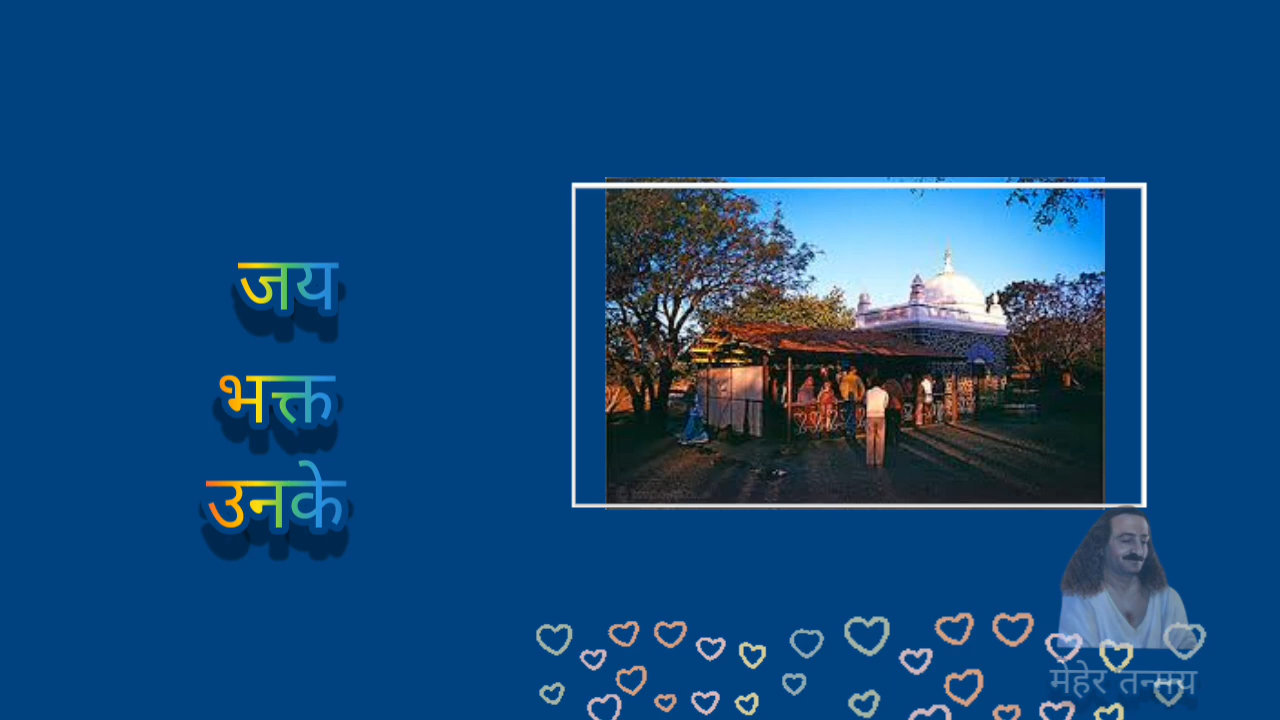 जय
भक्त
उनके
मेहेर तन्मय